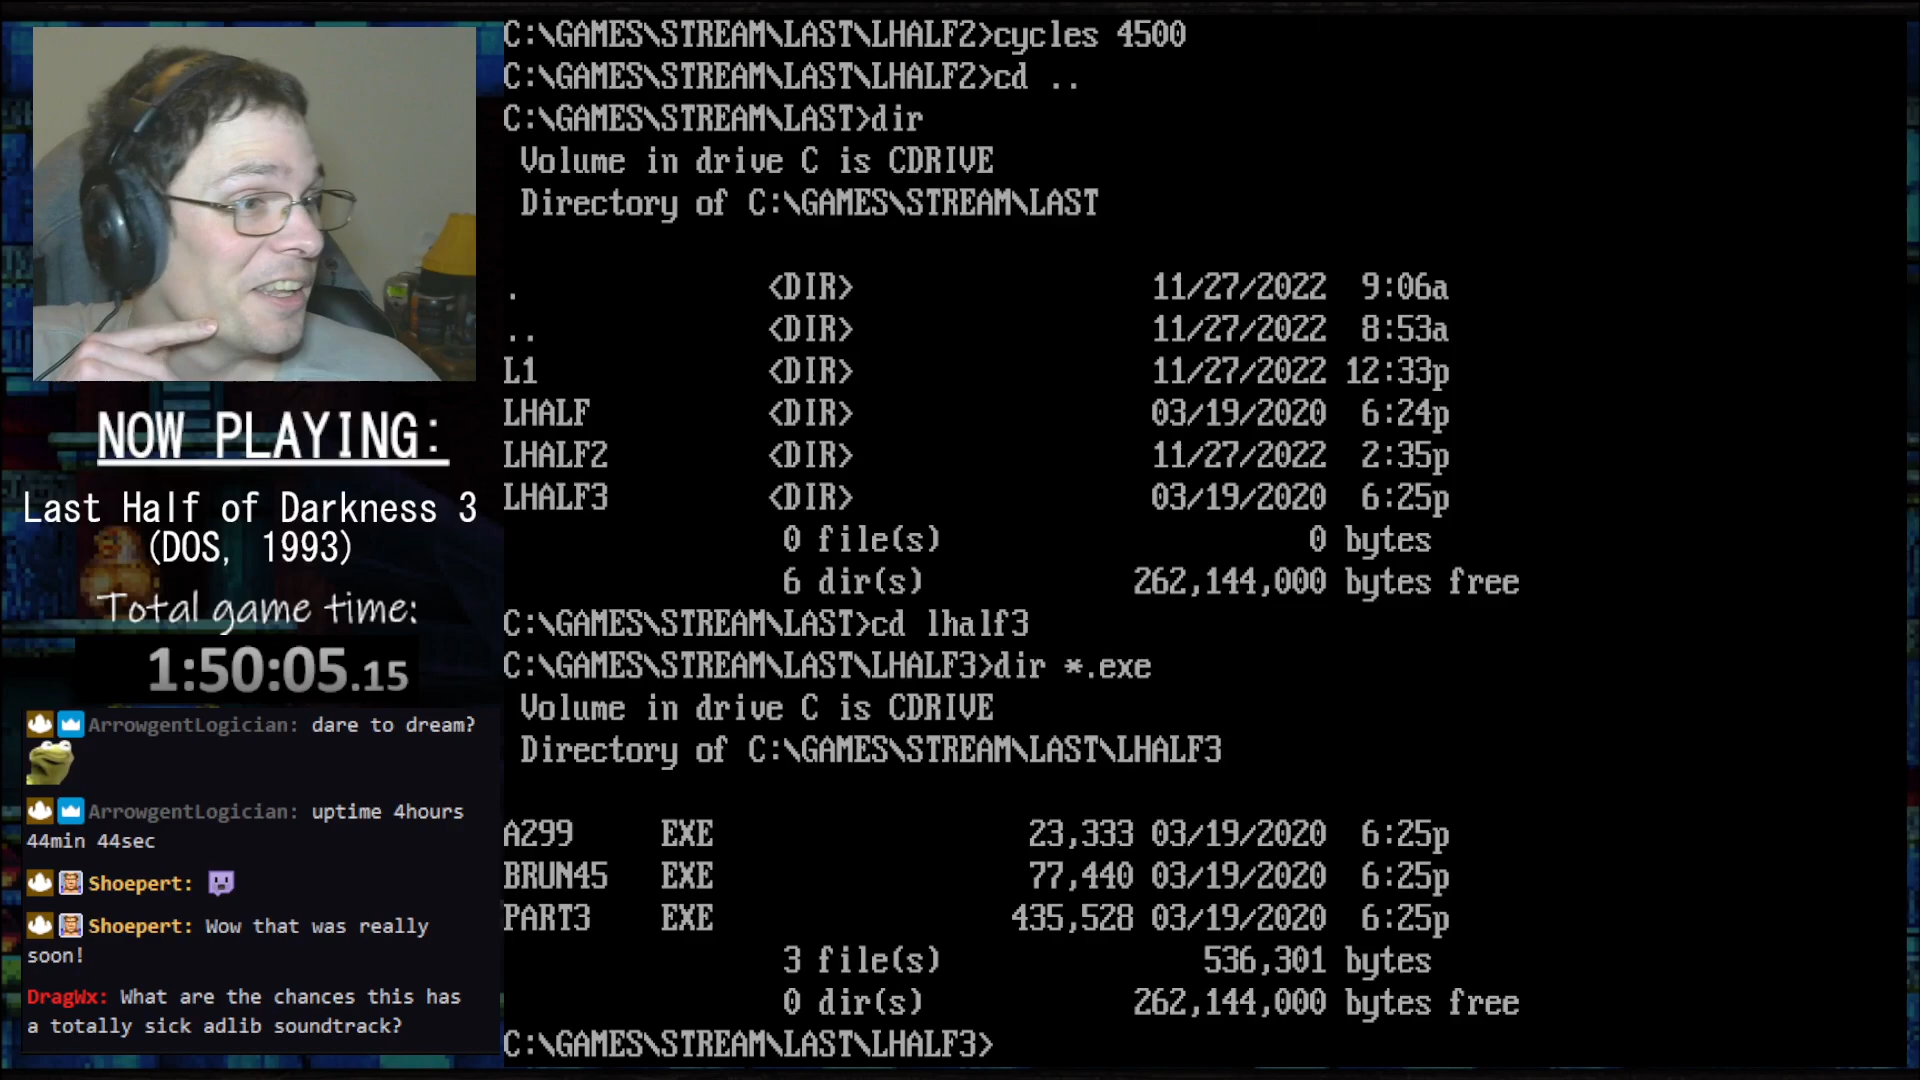 C:\GAMES\STREAM\LAST\LHALF2>cycles 4500
C:\GAMES\STREAM\LAST\LHALF2>cd ..
C:\GAMES\STREAM\LAST>dir
Volume in drive C is CDRIVE
Directory of C:\GAMES\STREAM\LAST
. <DIR> 11/27/2022 9:06a
.. <DIR> 11/27/2022 8:53a
L1 <DIR> 11/27/2022 12:33p
LHALF <DIR> 03/19/2020 6:24p
LHALF2 <DIR> 11/27/2022 2:35p
LHALF3 <DIR> 03/19/2020 6:25p
0 file(s) 0 bytes
6 dir(s) 262,144,000 bytes free
C:\GAMES\STREAM\LAST>cd lhalf3
C:\GAMES\STREAM\LAST\LHALF3>dir *.exe
Volume in drive C is CDRIVE
Directory of C:\GAMES\STREAM\LAST\LHALF3
A299 EXE 23,333 03/19/2020 6:25p
BRUN45 EXE 77,440 03/19/2020 6:25p
PART3 EXE 435,528 03/19/2020 6:25p
3 file(s) 536,301 bytes
0 dir(s) 262,144,000 bytes free
C:\GAMES\STREAM\LAST\LHALF3>
NOW PLAYING:
Last Half of Darkness 3
(DOS, 1993)
Total game time:
1:50:05.15
ArrowgentLogician: dare to dream?
ArrowgentLogician: uptime 4hours
44min 44sec
Shoepert:
Shoepert: Wow that was really
soon!
DragWx: What are the chances this has
a totally sick adlib soundtrack?